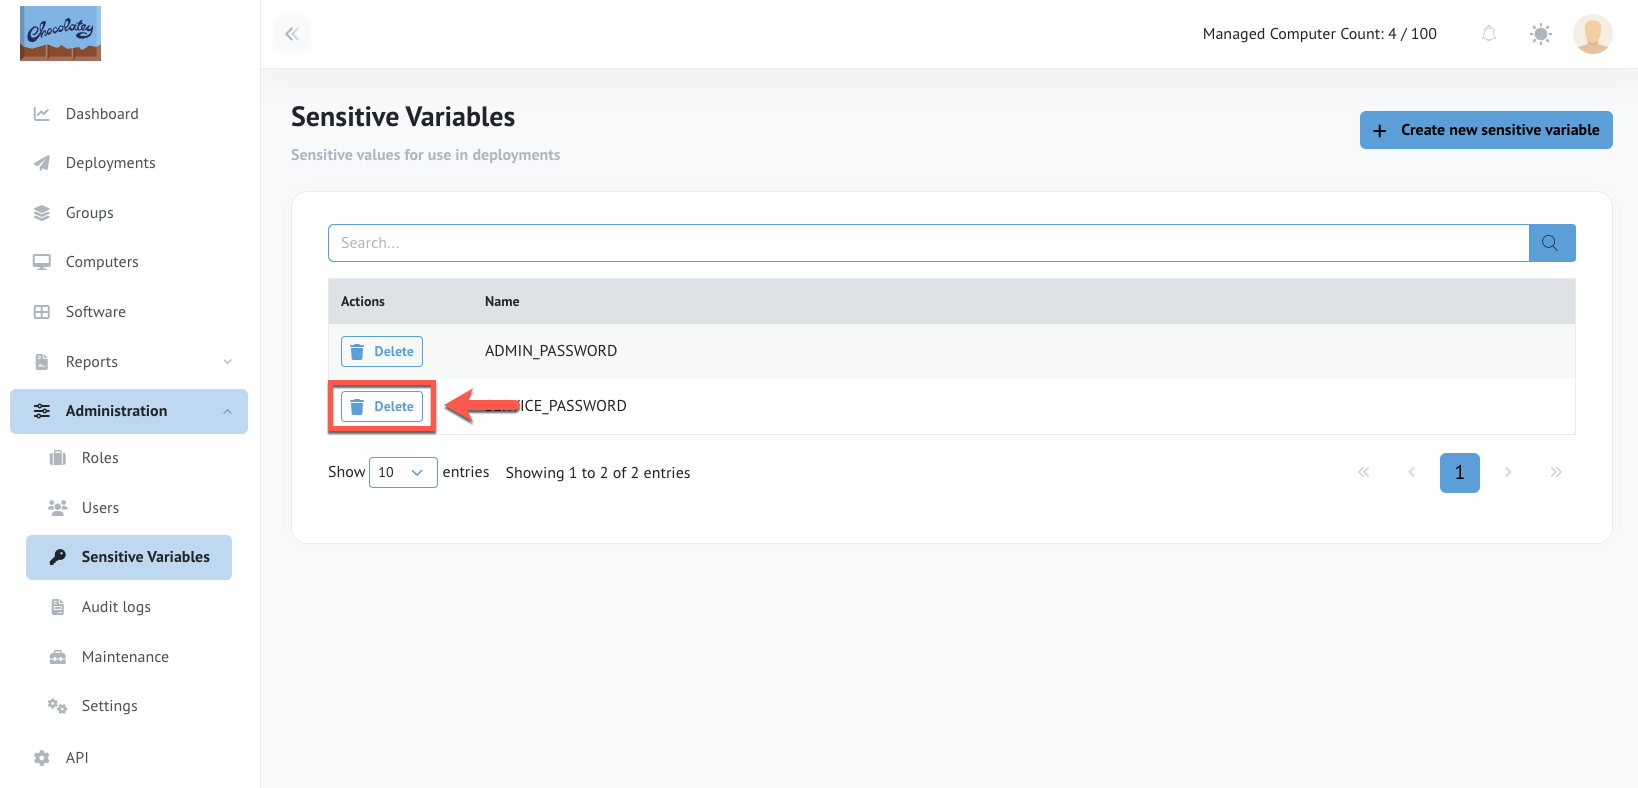 Chocolatey
Managed Computer Count: 4 / 100
Dashboard
Deployments
Groups
Computers
Software
Reports
Administration
Roles
Users
Sensitive Variables
Audit logs
Maintenance
Settings
API
Sensitive Variables
Sensitive values for use in deployments
+ Create new sensitive variable
Search...
Actions Name
Delete ADMIN_PASSWORD
Delete
Show 10 entries Showing 1 to 2 of 2 entries
« ‹ 1 › »